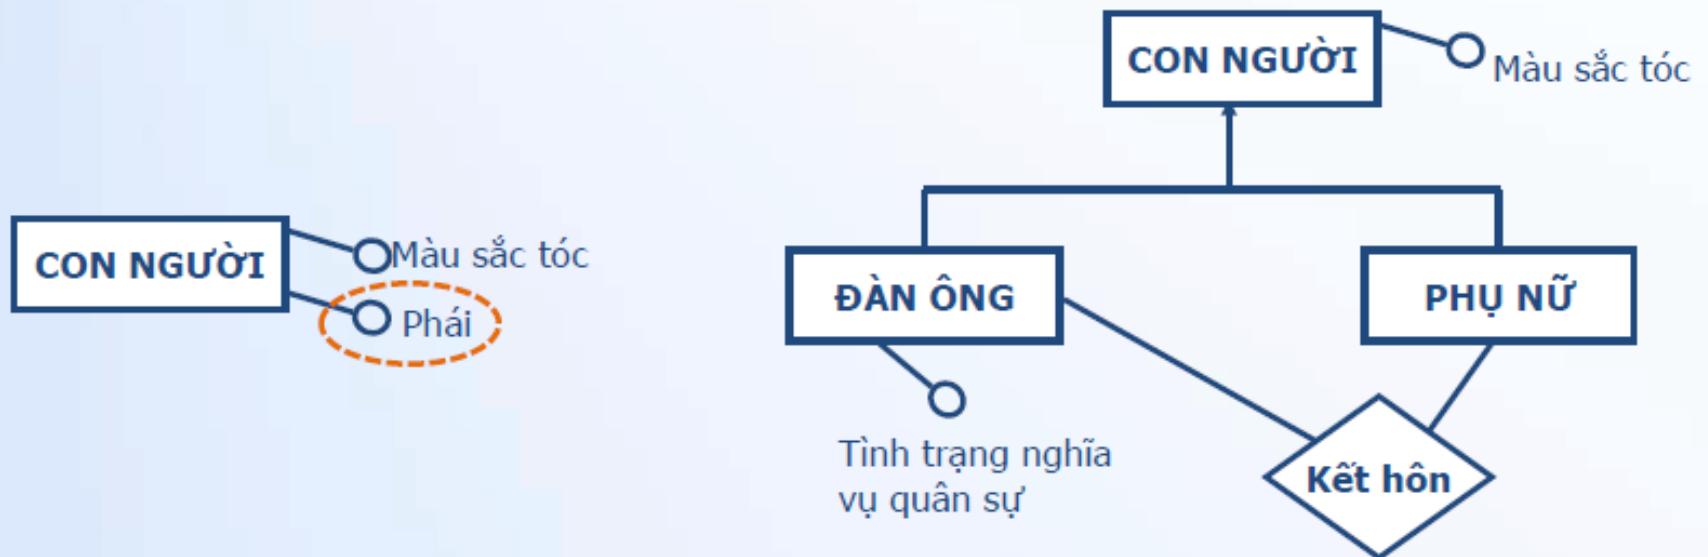 CON NGƯỜI
Màu sắc tóc
Phái
CON NGƯỜI
Màu sắc tóc
ĐÀN ÔNG
PHỤ NỮ
Tình trạng nghĩa
vụ quân sự
Kết hôn